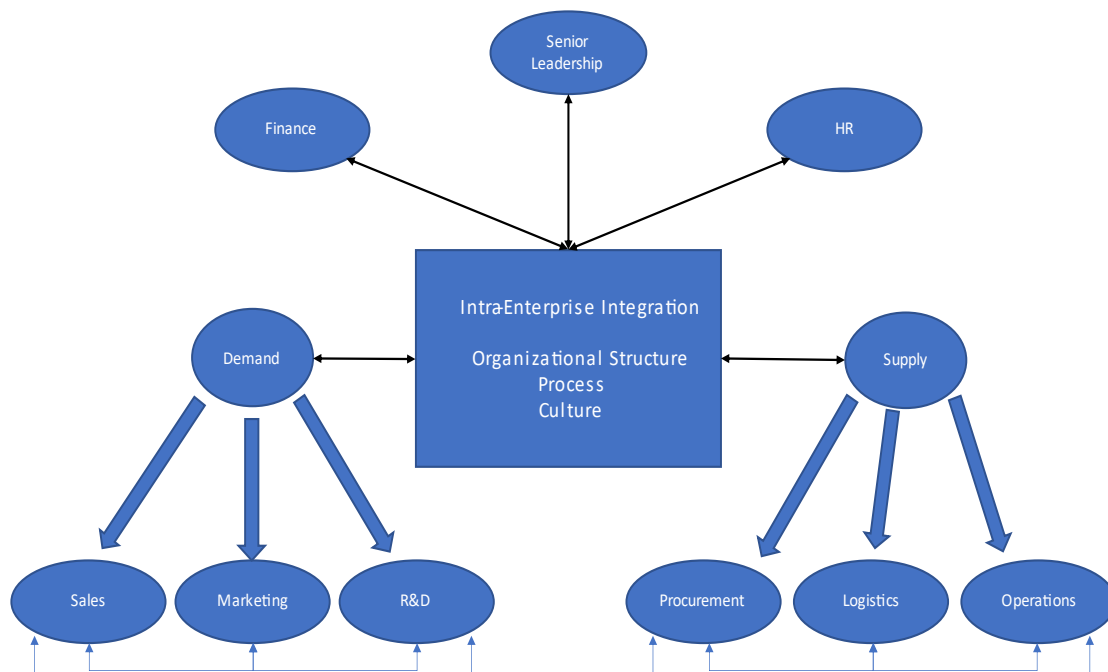 Senior
Leadership
Finance
HR
Intra-Enterprise Integration
Organizational Structure
Process
Culture
Demand
Supply
Sales
Marketing
R&D
Procurement
Logistics
Operations